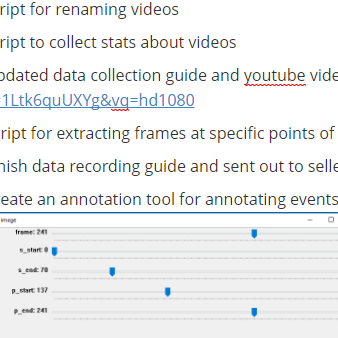 ript for renaming videos
ript to collect stats about videos
pdated data collection guide and youtube vide
=1Ltk6quUXYg&vq=hd1080
ript for extracting frames at specific points of
nish data recording guide and sent out to selle
eate an annotation tool for annotating events
image
frame: 241
s_start: 0
s_end: 70
p_start: 137
p_end: 241